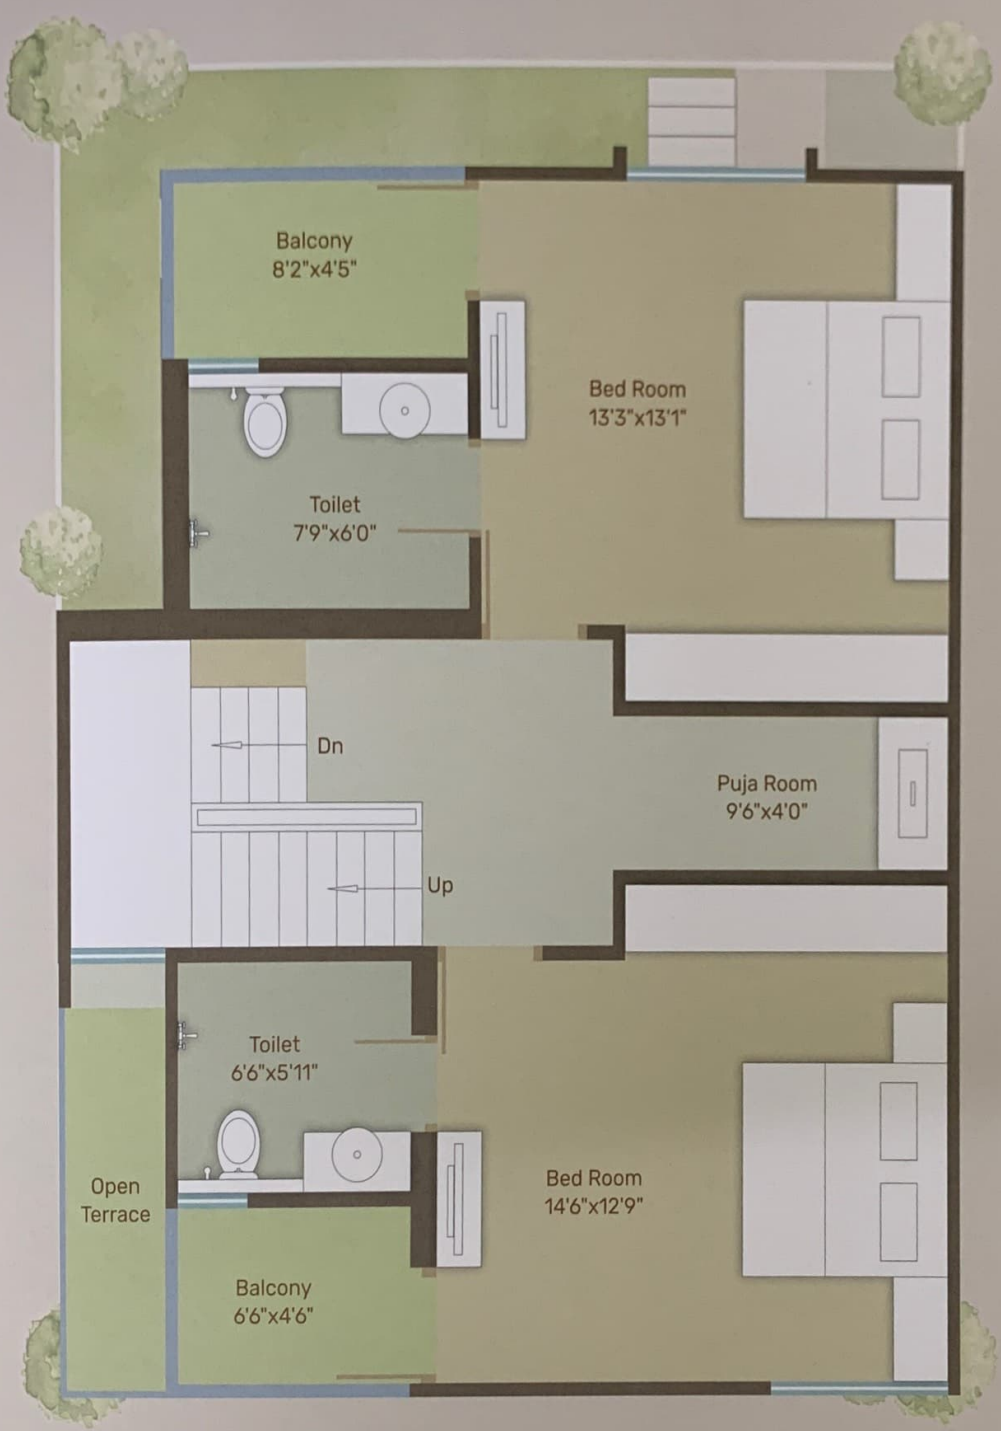 Balcony
8'2"x4'5"
Bed Room
13'3"x13'1"
Toilet
7'9"x6'0"
Dn
Puja Room
9'6"x4'0"
Up
Toilet
6'6"x5'11"
Open
Terrace
Bed Room
14'6"x12'9"
Balcony
6'6"x4'6"